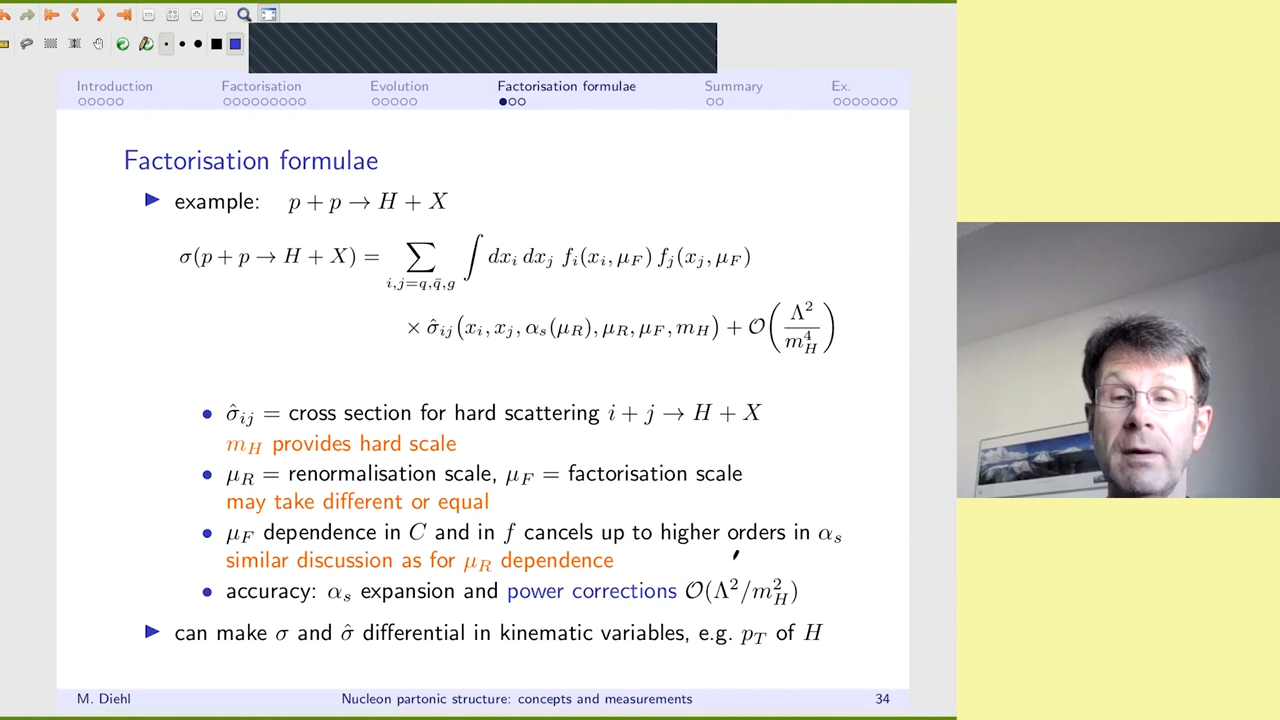 Introduction Factorisation Evolution Factorisation formulae Summary Ex.
Factorisation formulae
example: p + p → H + X
σ(p + p → H + X) = ∑_{i,j=q,q̄,g} ∫ dx_i dx_j f_i(x_i, μ_F) f_j(x_j, μ_F)
× σ̂_{ij}(x_i, x_j, α_s(μ_R), μ_R, μ_F, m_H) + O(Λ²/m_H⁴)
• σ̂_{ij} = cross section for hard scattering i + j → H + X
m_H provides hard scale
• μ_R = renormalisation scale, μ_F = factorisation scale
may take different or equal
• μ_F dependence in C and in f cancels up to higher orders in α_s
similar discussion as for μ_R dependence
• accuracy: α_s expansion and power corrections O(Λ²/m_H²)
can make σ and σ̂ differential in kinematic variables, e.g. p_T of H
M. Diehl Nucleon partonic structure: concepts and measurements 34